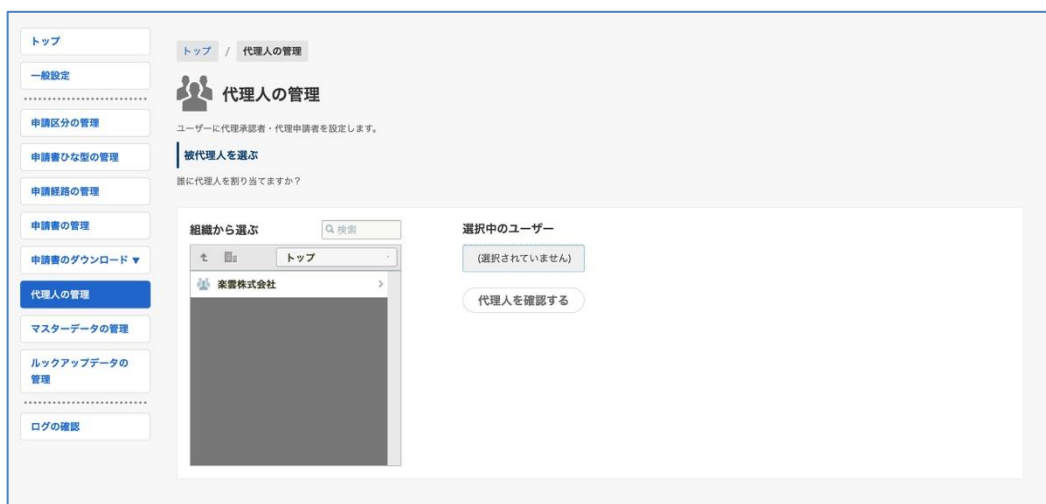 トップ
一般設定
申請区分の管理
申請書ひな型の管理
申請経路の管理
申請書の管理
申請書のダウンロード ▼
代理人の管理
マスターデータの管理
ルックアップデータの
管理
ログの確認
トップ / 代理人の管理
代理人の管理
ユーザーに代理承認者・代理申請者を設定します。
被代理人を選ぶ
誰に代理人を割り当てますか？
組織から選ぶ
検索
トップ
楽雲株式会社
選択中のユーザー
(選択されていません)
代理人を確認する